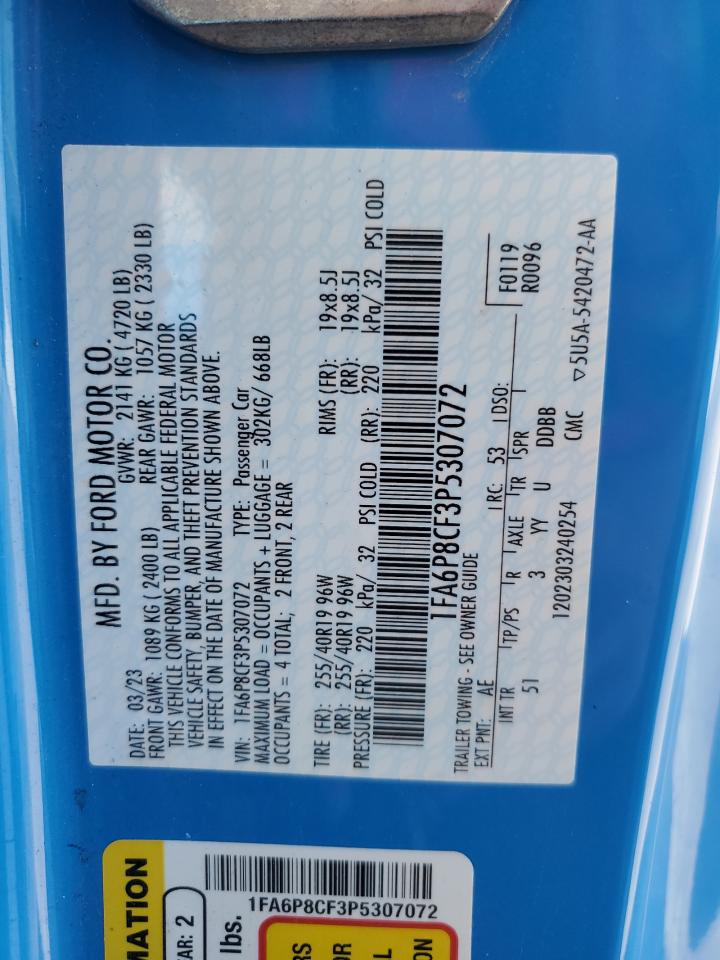 MFD. BY FORD MOTOR CO.
DATE: 03/23 GVWR: 2141 KG ( 4720 LB)
FRONT GAWR: 1089 KG ( 2400 LB) REAR GAWR: 1057 KG ( 2330 LB)
THIS VEHICLE CONFORMS TO ALL APPLICABLE FEDERAL MOTOR
VEHICLE SAFETY, BUMPER, AND THEFT PREVENTION STANDARDS
IN EFFECT ON THE DATE OF MANUFACTURE SHOWN ABOVE.
VIN: 1FA6P8CF3P5307072 TYPE: Passenger Car
MAXIMUM LOAD = OCCUPANTS + LUGGAGE = 302KG/ 668LB
OCCUPANTS = 4 TOTAL; 2 FRONT, 2 REAR
TIRE (FR): 255/40R19 96W RIMS (FR): 19x8.5J
(RR): 255/40R19 96W (RR): 19x8.5J
PRESSURE (FR): 220 kPa/ 32 PSI COLD (RR): 220 kPa/ 32 PSI COLD
1FA6P8CF3P5307072
TRAILER TOWING - SEE OWNER GUIDE
EXT PNT: AE RC: 53 DSO: F0119
INT TR TP/PS R AXLE TR SPR R0096
51 3 YY U DDBB
1202303240254 CMC ▽5U5A-5420472-AA
MATION
AR: 2
lbs.
1FA6P8CF3P5307072
RS
OR
L
ON